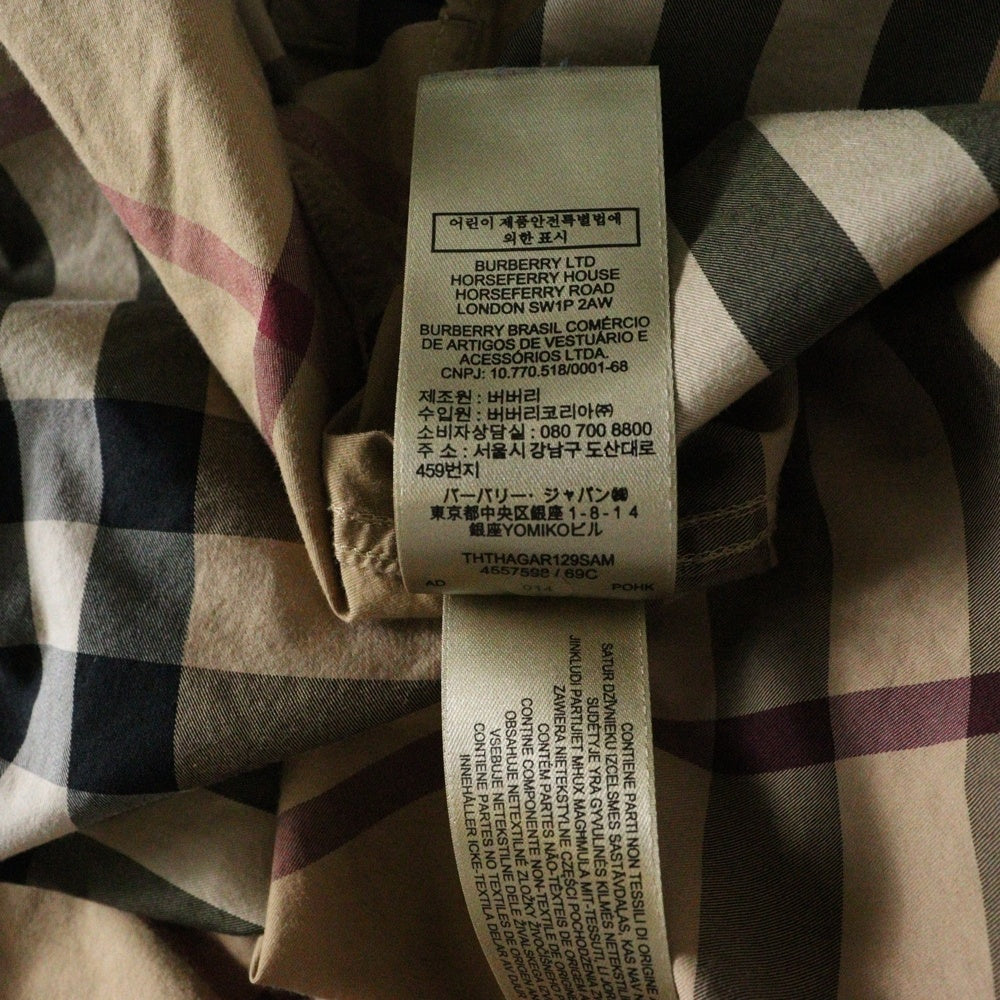 어린이 제품안전특별법에
의한 표시
BURBERRY LTD
HORSEFERRY HOUSE
HORSEFERRY ROAD
LONDON SW1P 2AW
BURBERRY BRASIL COMÉRCIO
DE ARTIGOS DE VESTUÁRIO E
ACESSÓRIOS LTDA.
CNPJ: 10.770.518/0001-68
제조원 : 버버리
수입원 : 버버리코리아㈜
소비자상담실 : 080 700 8800
주 소 : 서울시 강남구 도산대로
459번지
バーバリー・ジャパン㈱
東京都中央区銀座 1-8-14
銀座YOMIKOビル
THTHAGAR129SAM
4557598 / 69C
AD 014 POHK
CONTIENE PARTI NON TESSILI DI ORIGINE
SATUR DZĪVNIEKU IZCELSMES SASTĀVDAĻAS, KAS NAV
SUDĖTYJE YRA GYVULINĖS KILMĖS NETEKSTIL
JINKLUDI PARTIJIET MHUX MAGHMULA MIT-TESSUTI, LI
ZAWIERA NIETEKSTYLNE CZĘŚCI POCHODZENIA
CONTÉM PARTES NÃO-TÊXTEIS DE ORIGEM
CONȚINE COMPONENTE NON-TEXTILE DE ORIGINE
OBSAHUJE NETEXTILNÉ ZLOŽKY ŽIVOČÍŠNEHO
VSEBUJE NETEKSTILNE DELE ŽIVALSKEGA
CONTIENE PARTES NO TEXTILES DE ORIGEN
INNEHÅLLER ICKE-TEXTILA DELAR AV